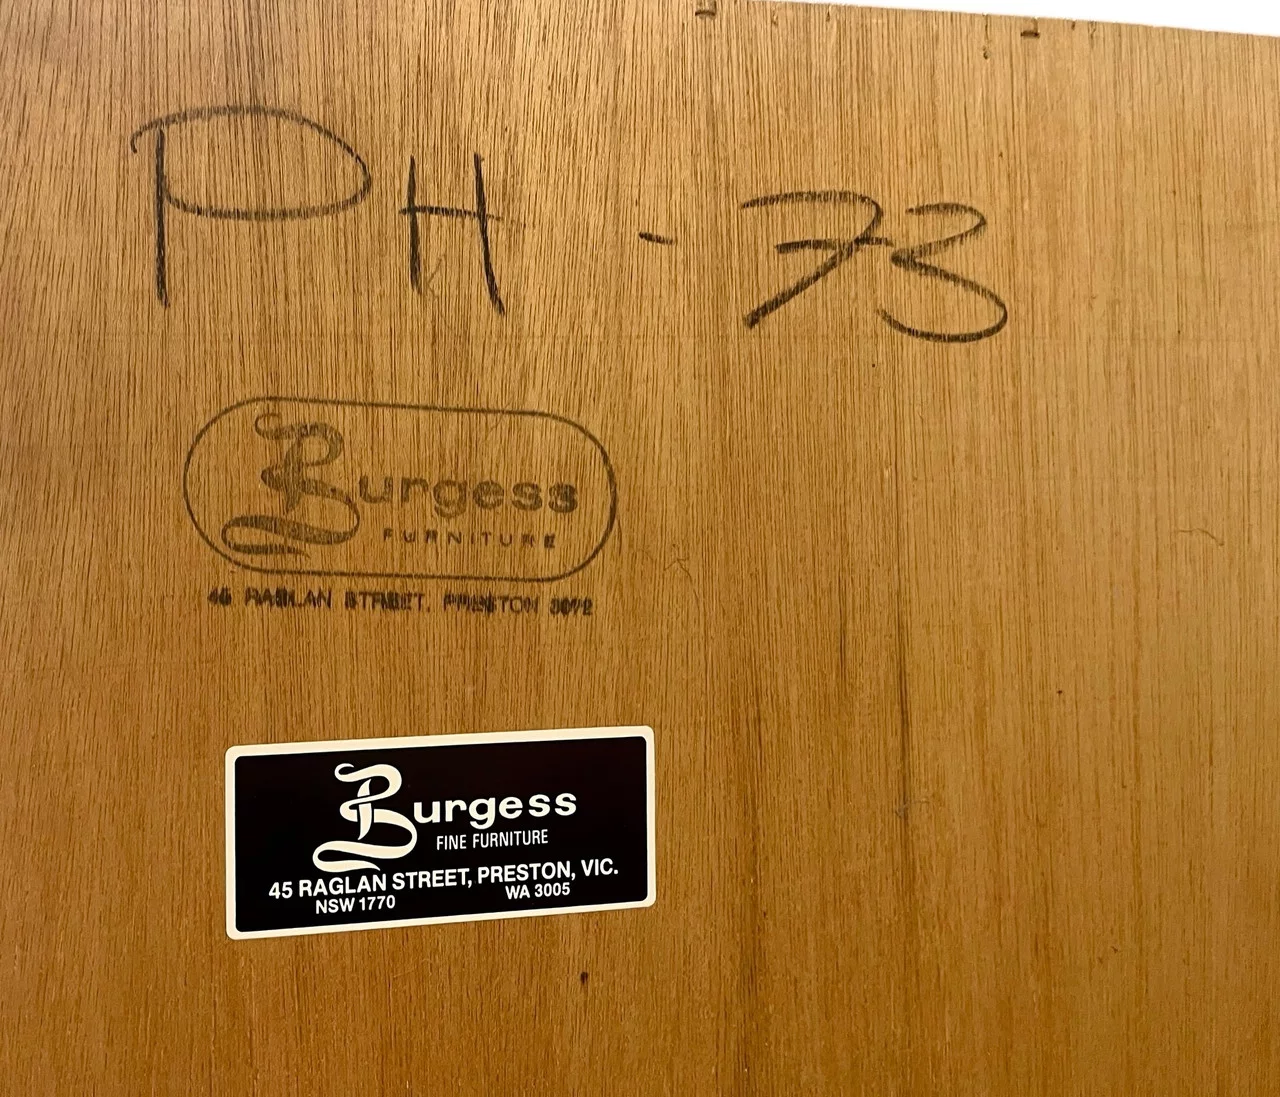 PH - 73
Burgess
FURNITURE
45 RAGLAN STREET, PRESTON 3072
Burgess
FINE FURNITURE
45 RAGLAN STREET, PRESTON, VIC.
NSW 1770 WA 3005